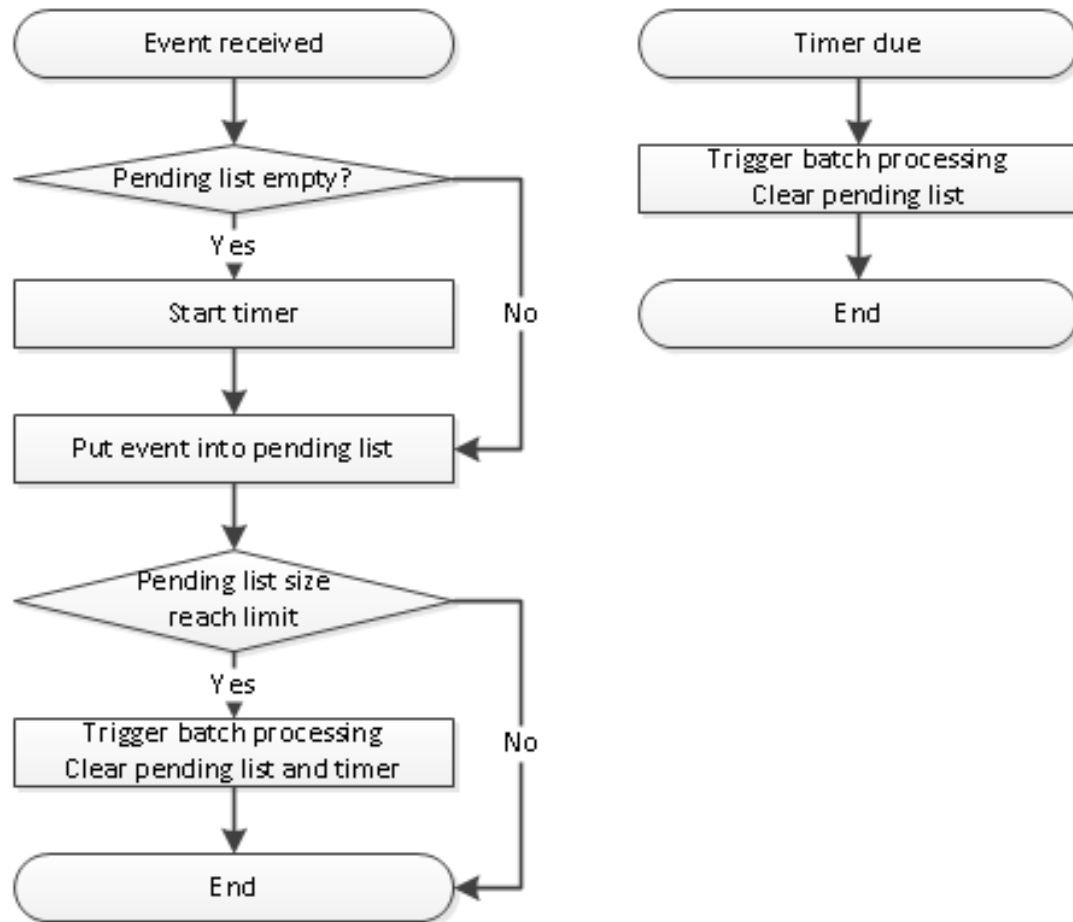 Event received
Pending list empty?
Yes
No
Start timer
Put event into pending list
Pending list size
reach limit
Yes
No
Trigger batch processing
Clear pending list and timer
End
Timer due
Trigger batch processing
Clear pending list
End